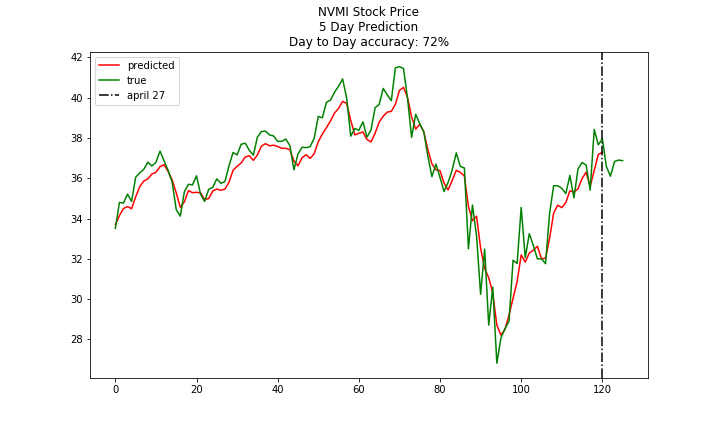 NVMI Stock Price
5 Day Prediction
Day to Day accuracy: 72%
predicted
true
april 27
42
40
38
36
34
32
30
28
0
20
40
60
80
100
120